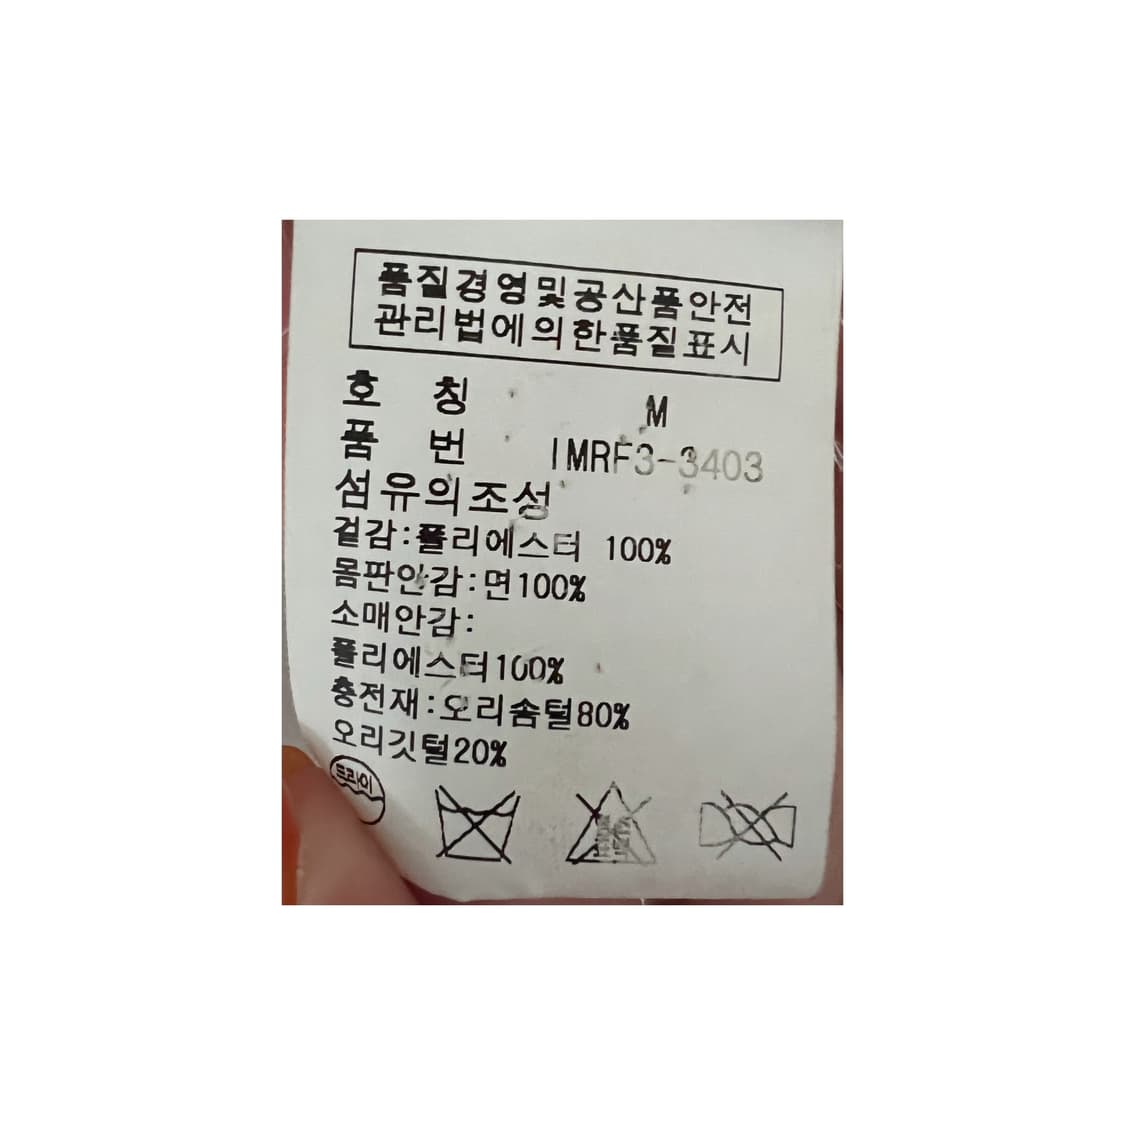 품질경영및공산품안전
관리법에의한품질표시
호 칭 M
품 번 IMRF3-3403
섬유의조성
겉감:폴리에스터 100%
몸판안감:면100%
소매안감:
폴리에스터100%
충전재:오리솜털80%
오리깃털20%
드라이